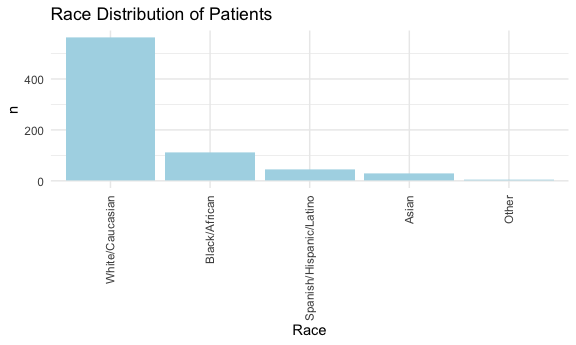 Race Distribution of Patients
n
400
200
0
White/Caucasian
Black/African
Spanish/Hispanic/Latino
Asian
Other
Race